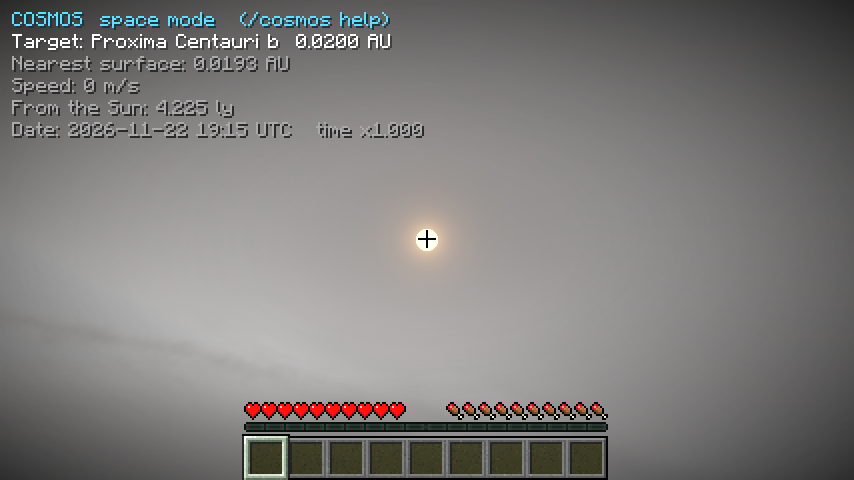 COSMOS space mode (/cosmos help)
Target: Proxima Centauri b 0.0200 AU
Nearest surface: 0.0193 AU
Speed: 0 m/s
From the Sun: 4.225 ly
Date: 2026-11-22 19:15 UTC time x1.000